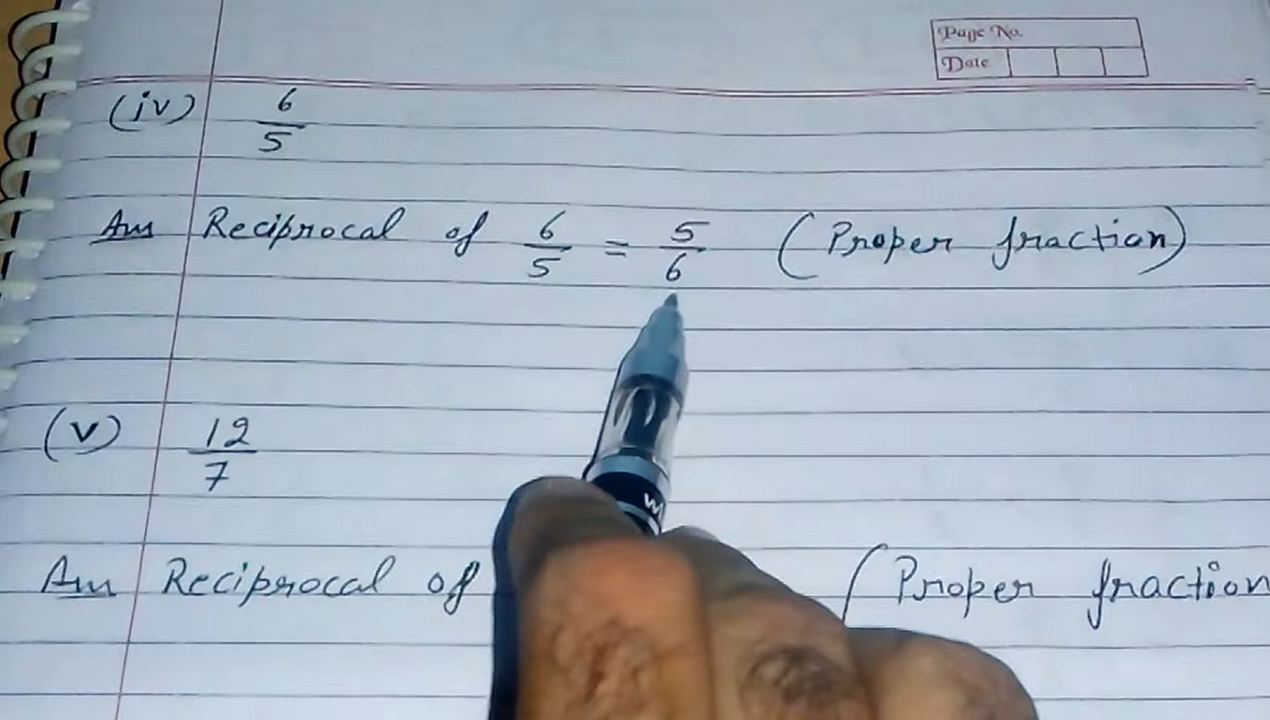 Page No.
Date
(iv) 6/5
Ans Reciprocal of 6/5 = 5/6 (Proper fraction)
(v) 12/7
Ans Reciprocal of (Proper fraction